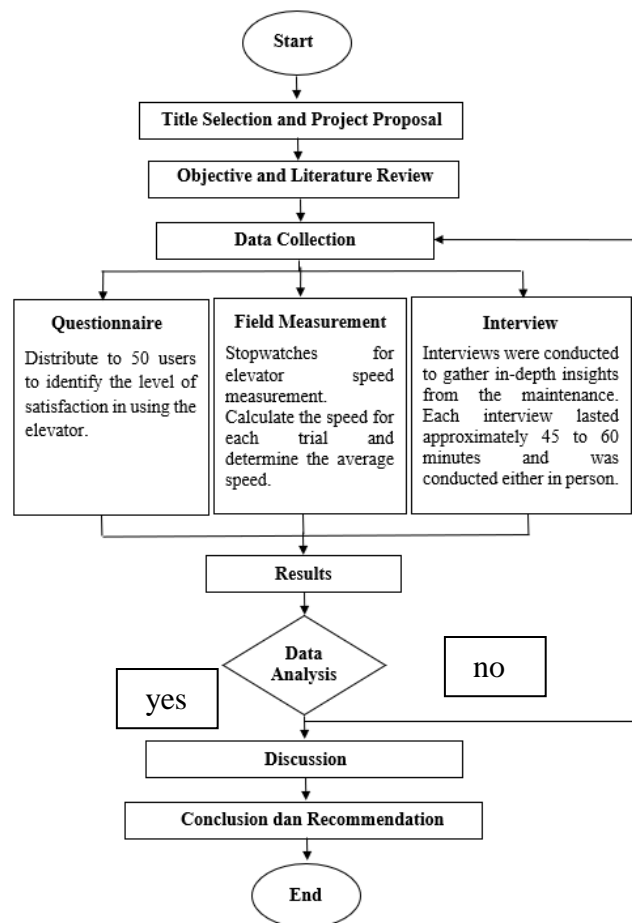 Start
Title Selection and Project Proposal
Objective and Literature Review
Data Collection
Questionnaire
Distribute to 50 users
to identify the level of
satisfaction in using the
elevator.
Field Measurement
Stopwatches for
elevator speed
measurement.
Calculate the speed for
each trial and
determine the average
speed.
Interview
Interviews were conducted
to gather in-depth insights
from the maintenance.
Each interview lasted
approximately 45 to 60
minutes and was
conducted either in person.
Results
Data
Analysis
yes
no
Discussion
Conclusion dan Recommendation
End